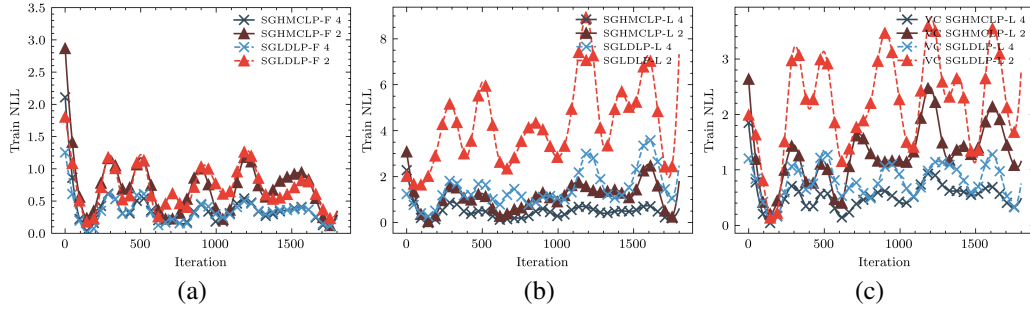 SGHMCLP-F 4
SGHMCLP-F 2
SGLDLP-F 4
SGLDLP-F 2
Train NLL
3.5
3.0
2.5
2.0
1.5
1.0
0.5
0.0
0 500 1000 1500
Iteration
(a)
SGHMCLP-L 4
SGHMCLP-L 2
SGLDLP-L 4
SGLDLP-L 2
Train NLL
8
6
4
2
0
0 500 1000 1500
Iteration
(b)
VC SGHMCLP-L 4
VC SGHMCLP-L 2
VC SGLDLP-L 4
VC SGLDLP-L 2
Train NLL
3
2
1
0
0 500 1000 1500
Iteration
(c)